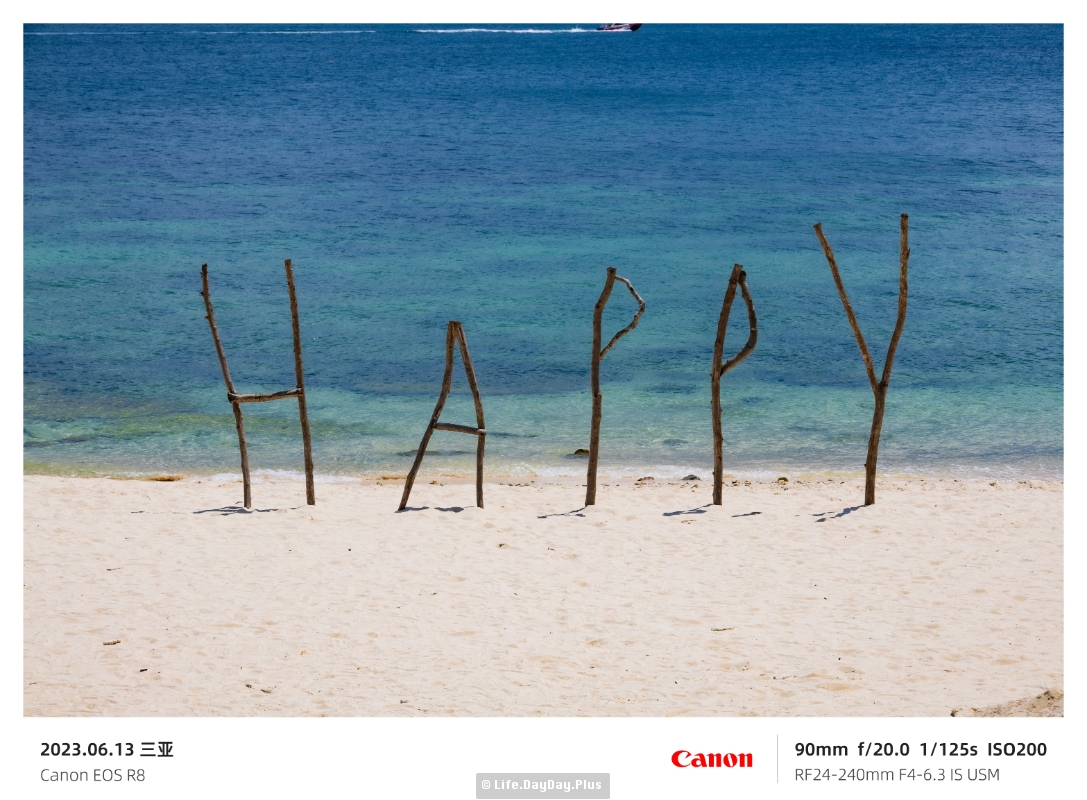 HAPPY
2023.06.13 三亚
Canon EOS R8
Canon
90mm f/20.0 1/125s ISO200
RF24-240mm F4-6.3 IS USM
© Life.DayDay.Plus